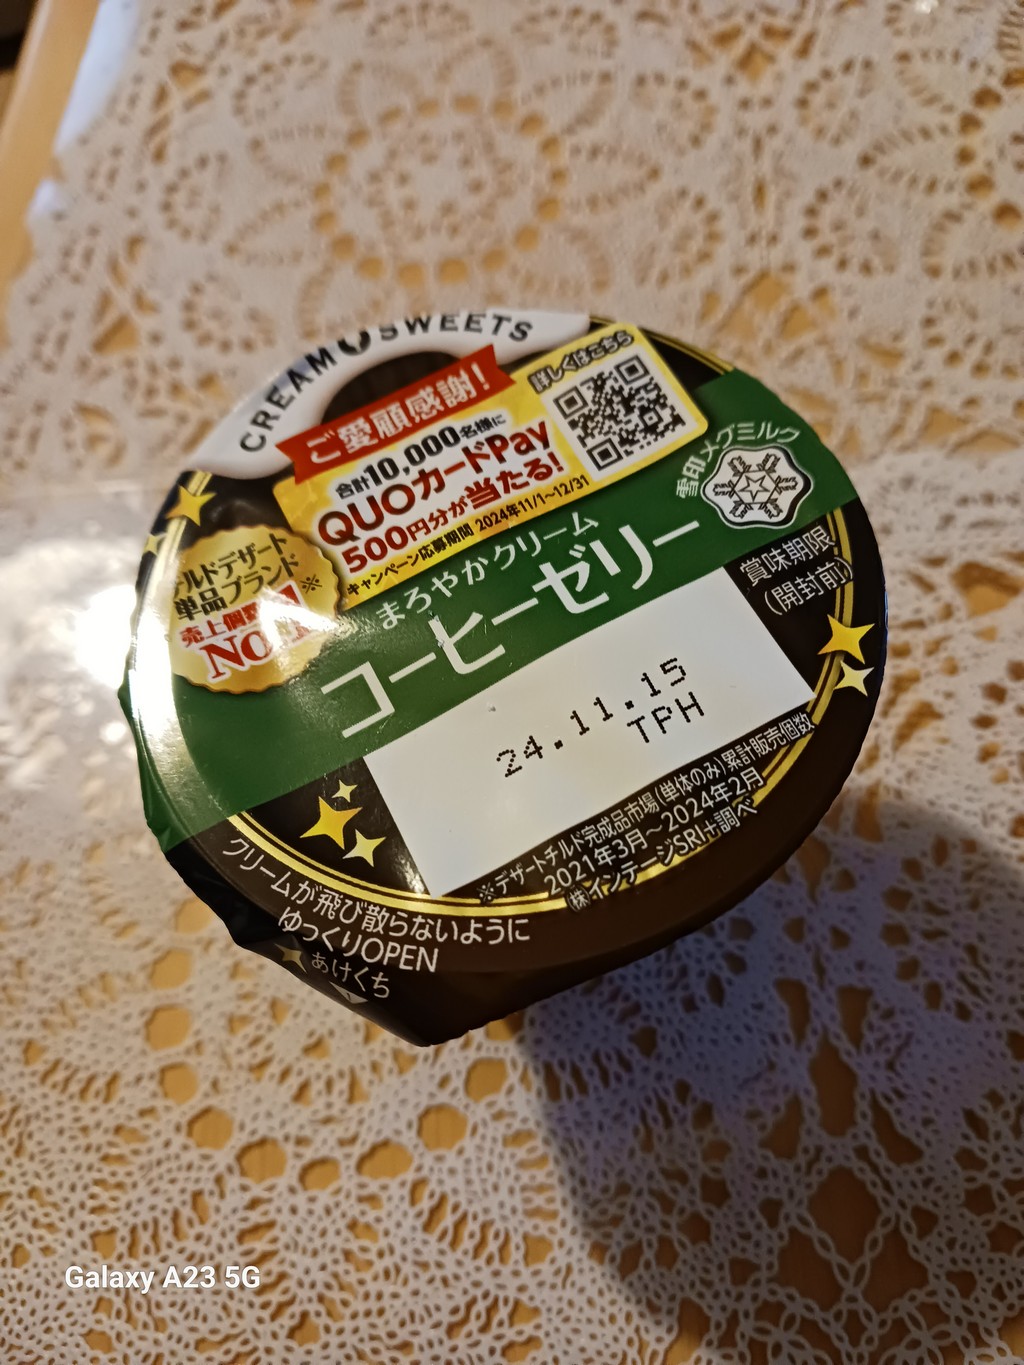 CREAM SWEETS
ご愛顧感謝!
詳しくはこちら
合計10,000名様に
QUOカードPay
500円分が当たる!
キャンペーン応募期間 2024年11/1~12/31
雪印メグミルク
チルドデザート
単品ブランド※
売上個数
NO.1
まろやかクリーム
コーヒーゼリー
賞味期限
(開封前)
24.11.15
TPH
※デザートチルド完成品市場(単体のみ)累計販売個数
2021年3月~2024年2月
(株)インテージSRI+調べ
クリームが飛び散らないように
ゆっくりOPEN
あけくち
Galaxy A23 5G